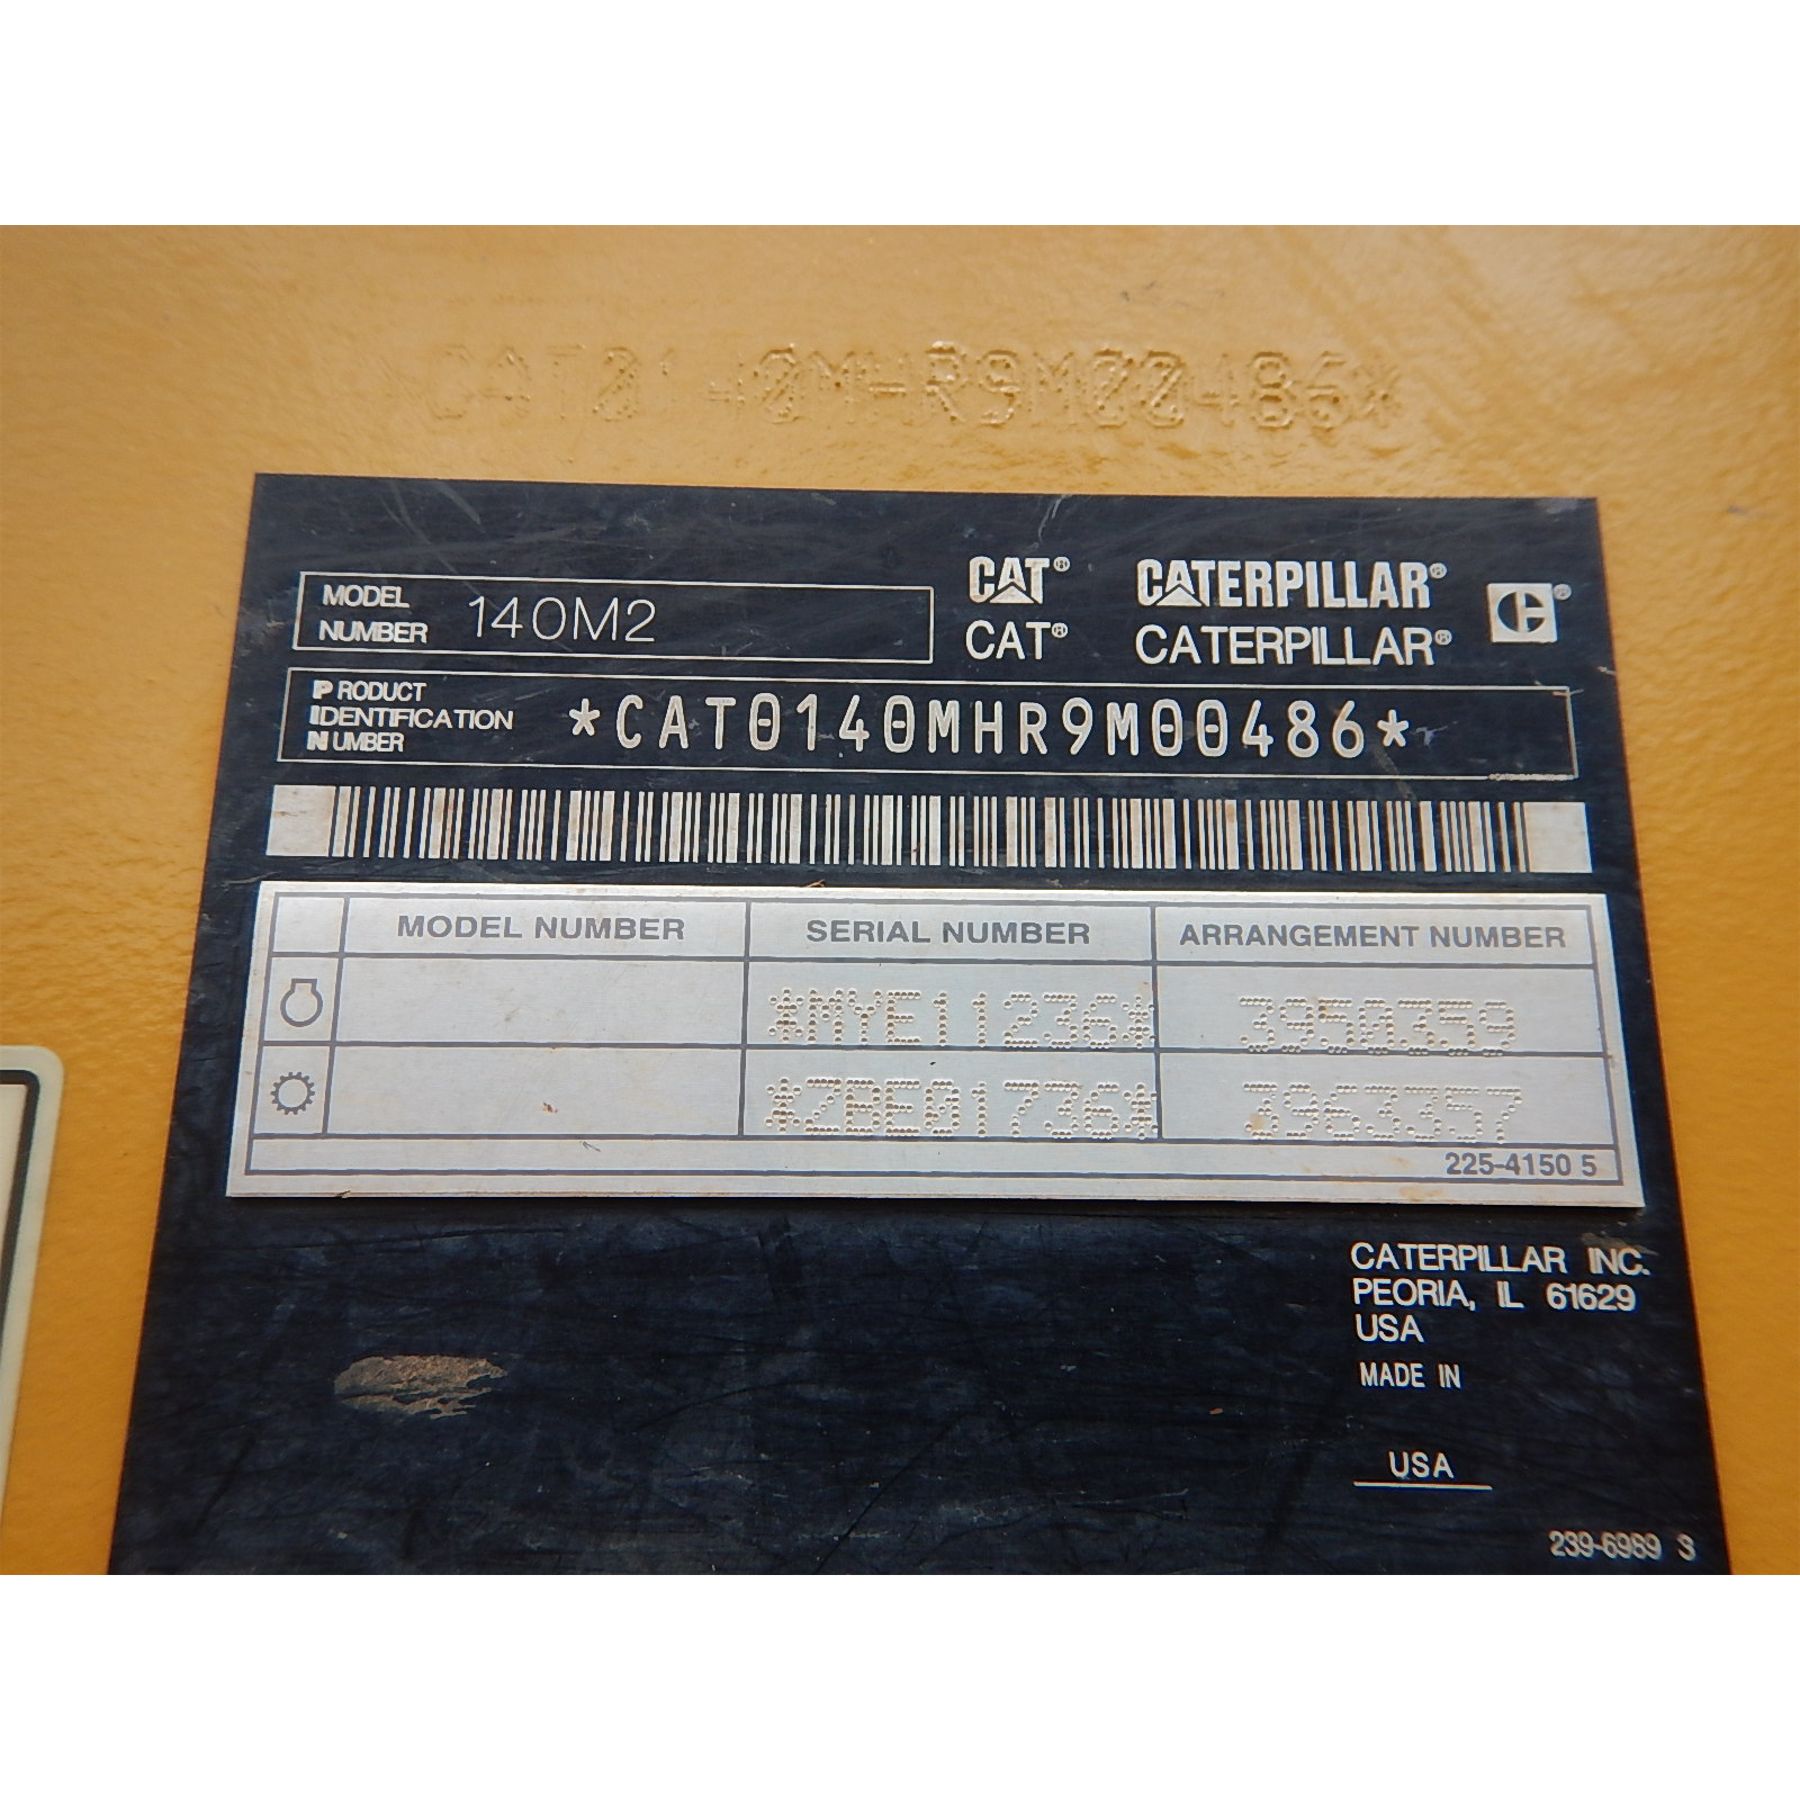 *CAT0140MHR9M00486*
MODEL NUMBER 140M2
CAT® CATERPILLAR®
CAT® CATERPILLAR®
PRODUCT IDENTIFICATION NUMBER *CAT0140MHR9M00486*
MODEL NUMBER SERIAL NUMBER ARRANGEMENT NUMBER
*MYE11236* 3950359
*ZBE01736* 3963357
225-4150 5
CATERPILLAR INC.
PEORIA, IL 61629
USA
MADE IN
USA
239-6989 3